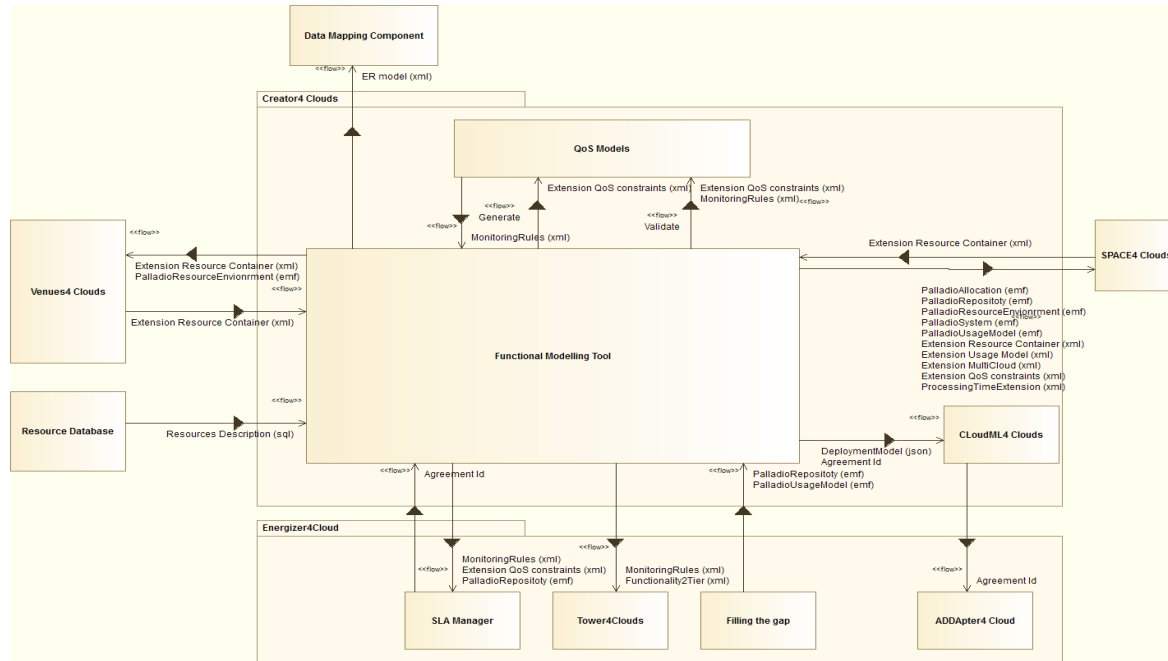 Data Mapping Component
<<flow>>
ER model (xml)
Creator4 Clouds
QoS Models
Extension QoS constraints (xml)
<<flow>>
Generate
<<flow>>
MonitoringRules (xml)
Extension QoS constraints (xml)
MonitoringRules (xml)
<<flow>>
<<flow>>
Validate
<<flow>>
Extension Resource Container (xml)
PalladioResourceEnvionrment (emf)
Venues4 Clouds
<<flow>>
Extension Resource Container (xml)
Extension Resource Container (xml)
SPACE4 Clouds
Functional Modelling Tool
PalladioAllocation (emf)
PalladioRepositoty (emf)
PalladioResourceEnvionrment (emf)
PalladioSystem (emf)
<<flow>>
PalladioUsageModel (emf)
Extension Resource Container (xml)
Extension Usage Model (xml)
Extension MultiCloud (xml)
Extension QoS constraints (xml)
ProcessingTimeExtension (xml)
Resource Database
<<flow>>
Resources Description (sql)
<<flow>>
CLoudML4 Clouds
DeploymentModel (json)
Agreement Id
<<flow>>
Agreement Id
<<flow>>
PalladioRepositoty (emf)
PalladioUsageModel (emf)
Energizer4Cloud
<<flow>>
MonitoringRules (xml)
Extension QoS constraints (xml)
PalladioRepositoty (emf)
<<flow>>
MonitoringRules (xml)
Functionality2Tier (xml)
<<flow>>
Agreement Id
SLA Manager
Tower4Clouds
Filling the gap
ADDApter4 Cloud